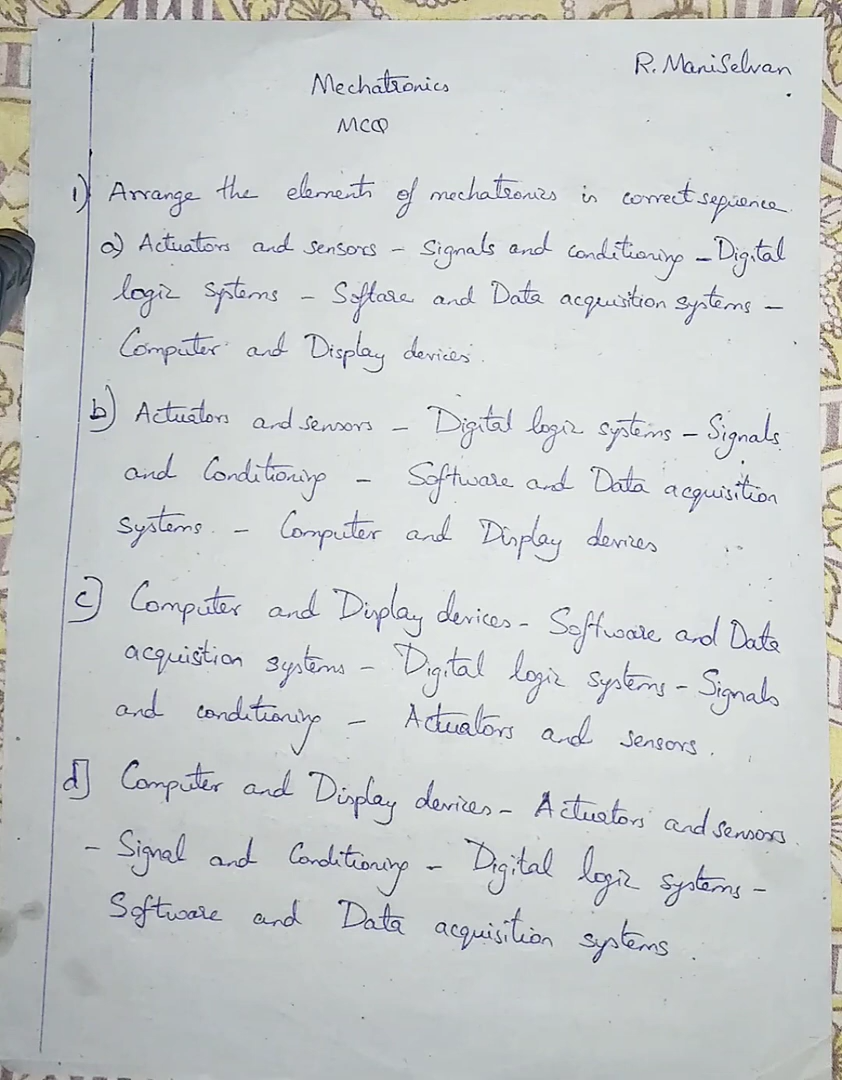 R. ManiSelvan
Mechatronics
MCQ
1) Arrange the elements of mechatronics in correct sequence.
a) Actuators and sensors - Signals and conditioning - Digital
logic systems - Softare and Data acquisition systems -
Computer and Display devices.
b) Actuators and sensors - Digital logic systems - Signals
and Conditioning - Software and Data acquisition
systems. - Computer and Display devices
c) Computer and Display devices - Software and Data
acquisition systems - Digital logic systems - Signals
and conditioning - Actuators and sensors.
d] Computer and Display devices - Actuators and sensors
- Signal and Conditioning - Digital logic systems -
Software and Data acquisition systems.